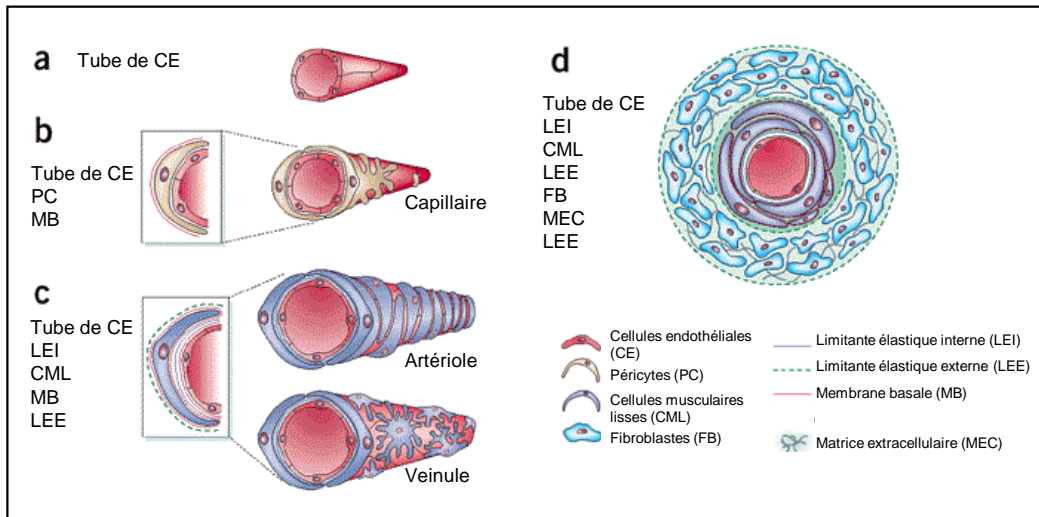 a Tube de CE
b
Tube de CE
PC
MB
Capillaire
c
Tube de CE
LEI
CML
MB
LEE
Artériole
Veinule
d
Tube de CE
LEI
CML
LEE
FB
MEC
LEE
Cellules endothéliales
(CE)
Péricytes (PC)
Cellules musculaires
lisses (CML)
Fibroblastes (FB)
Limitante élastique interne (LEI)
Limitante élastique externe (LEE)
Membrane basale (MB)
Matrice extracellulaire (MEC)